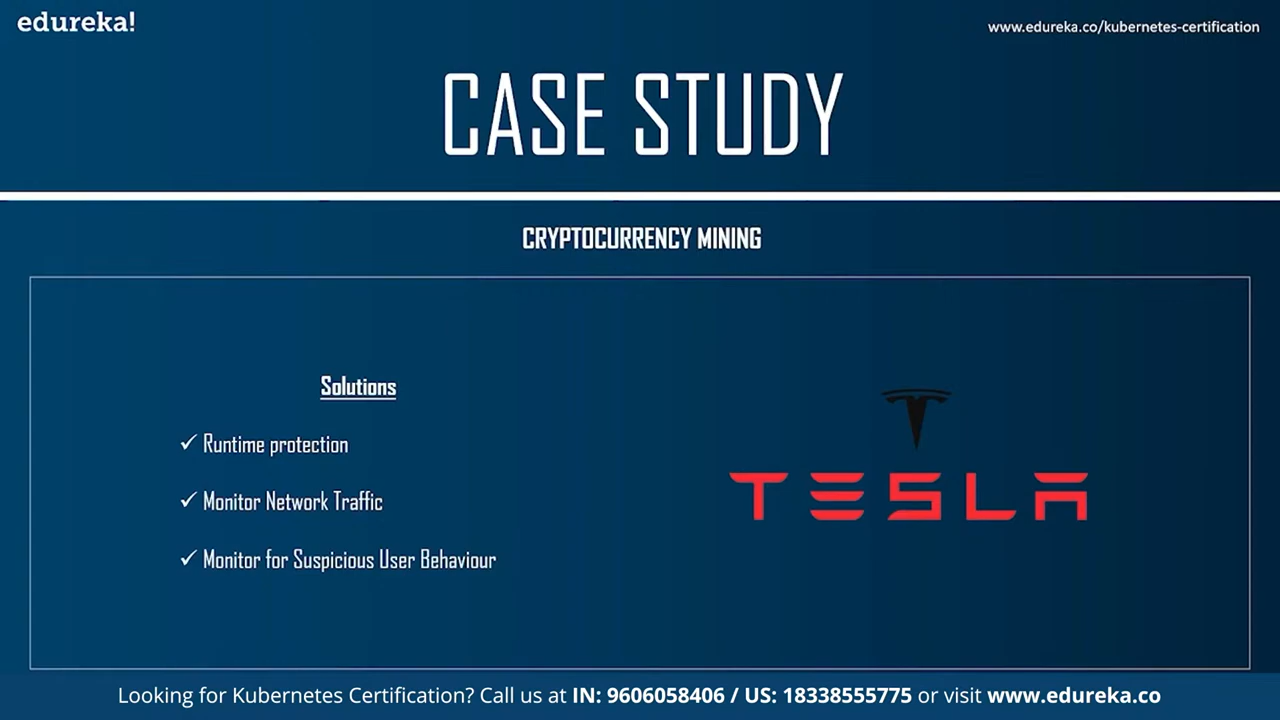 edureka!
www.edureka.co/kubernetes-certification
CASE STUDY
CRYPTOCURRENCY MINING
Solutions
✓ Runtime protection
✓ Monitor Network Traffic
✓ Monitor for Suspicious User Behaviour
TESLA
Looking for Kubernetes Certification? Call us at IN: 9606058406 / US: 18338555775 or visit www.edureka.co